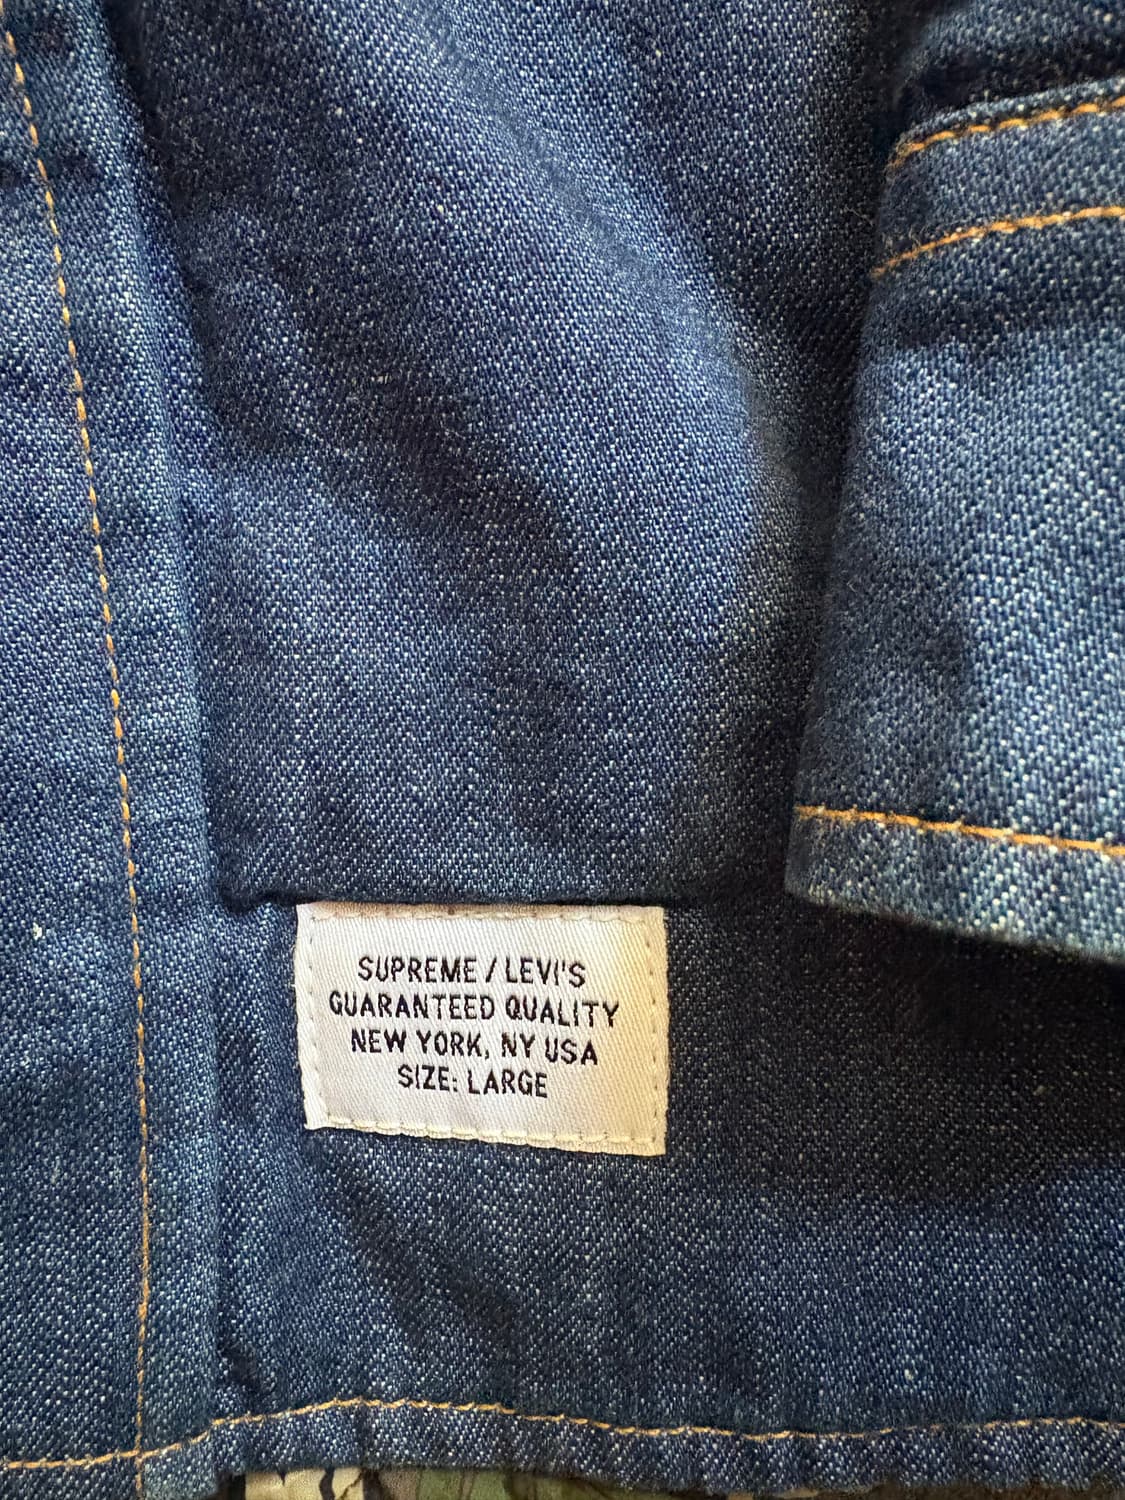 SUPREME / LEVI'S
GUARANTEED QUALITY
NEW YORK, NY USA
SIZE: LARGE